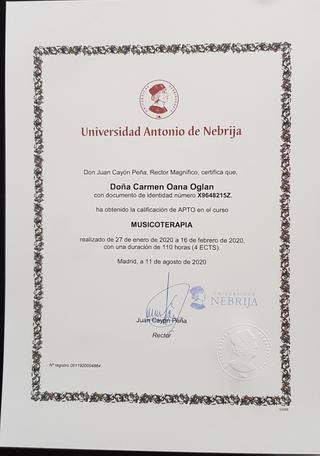 Universidad Antonio de Nebrija
Don Juan Cayón Peña, Rector Magnífico, certifica que,
Doña Carmen Oana Oglan
con documento de identidad número X9648215Z,
ha obtenido la calificación de APTO en el curso
MUSICOTERAPIA
realizado de 27 de enero de 2020 a 16 de febrero de 2020,
con una duración de 110 horas (4 ECTS).
Madrid, a 11 de agosto de 2020
UNIVERSIDAD
NEBRIJA
Juan Cayón Peña
Rector
Nº registro 0011920004864